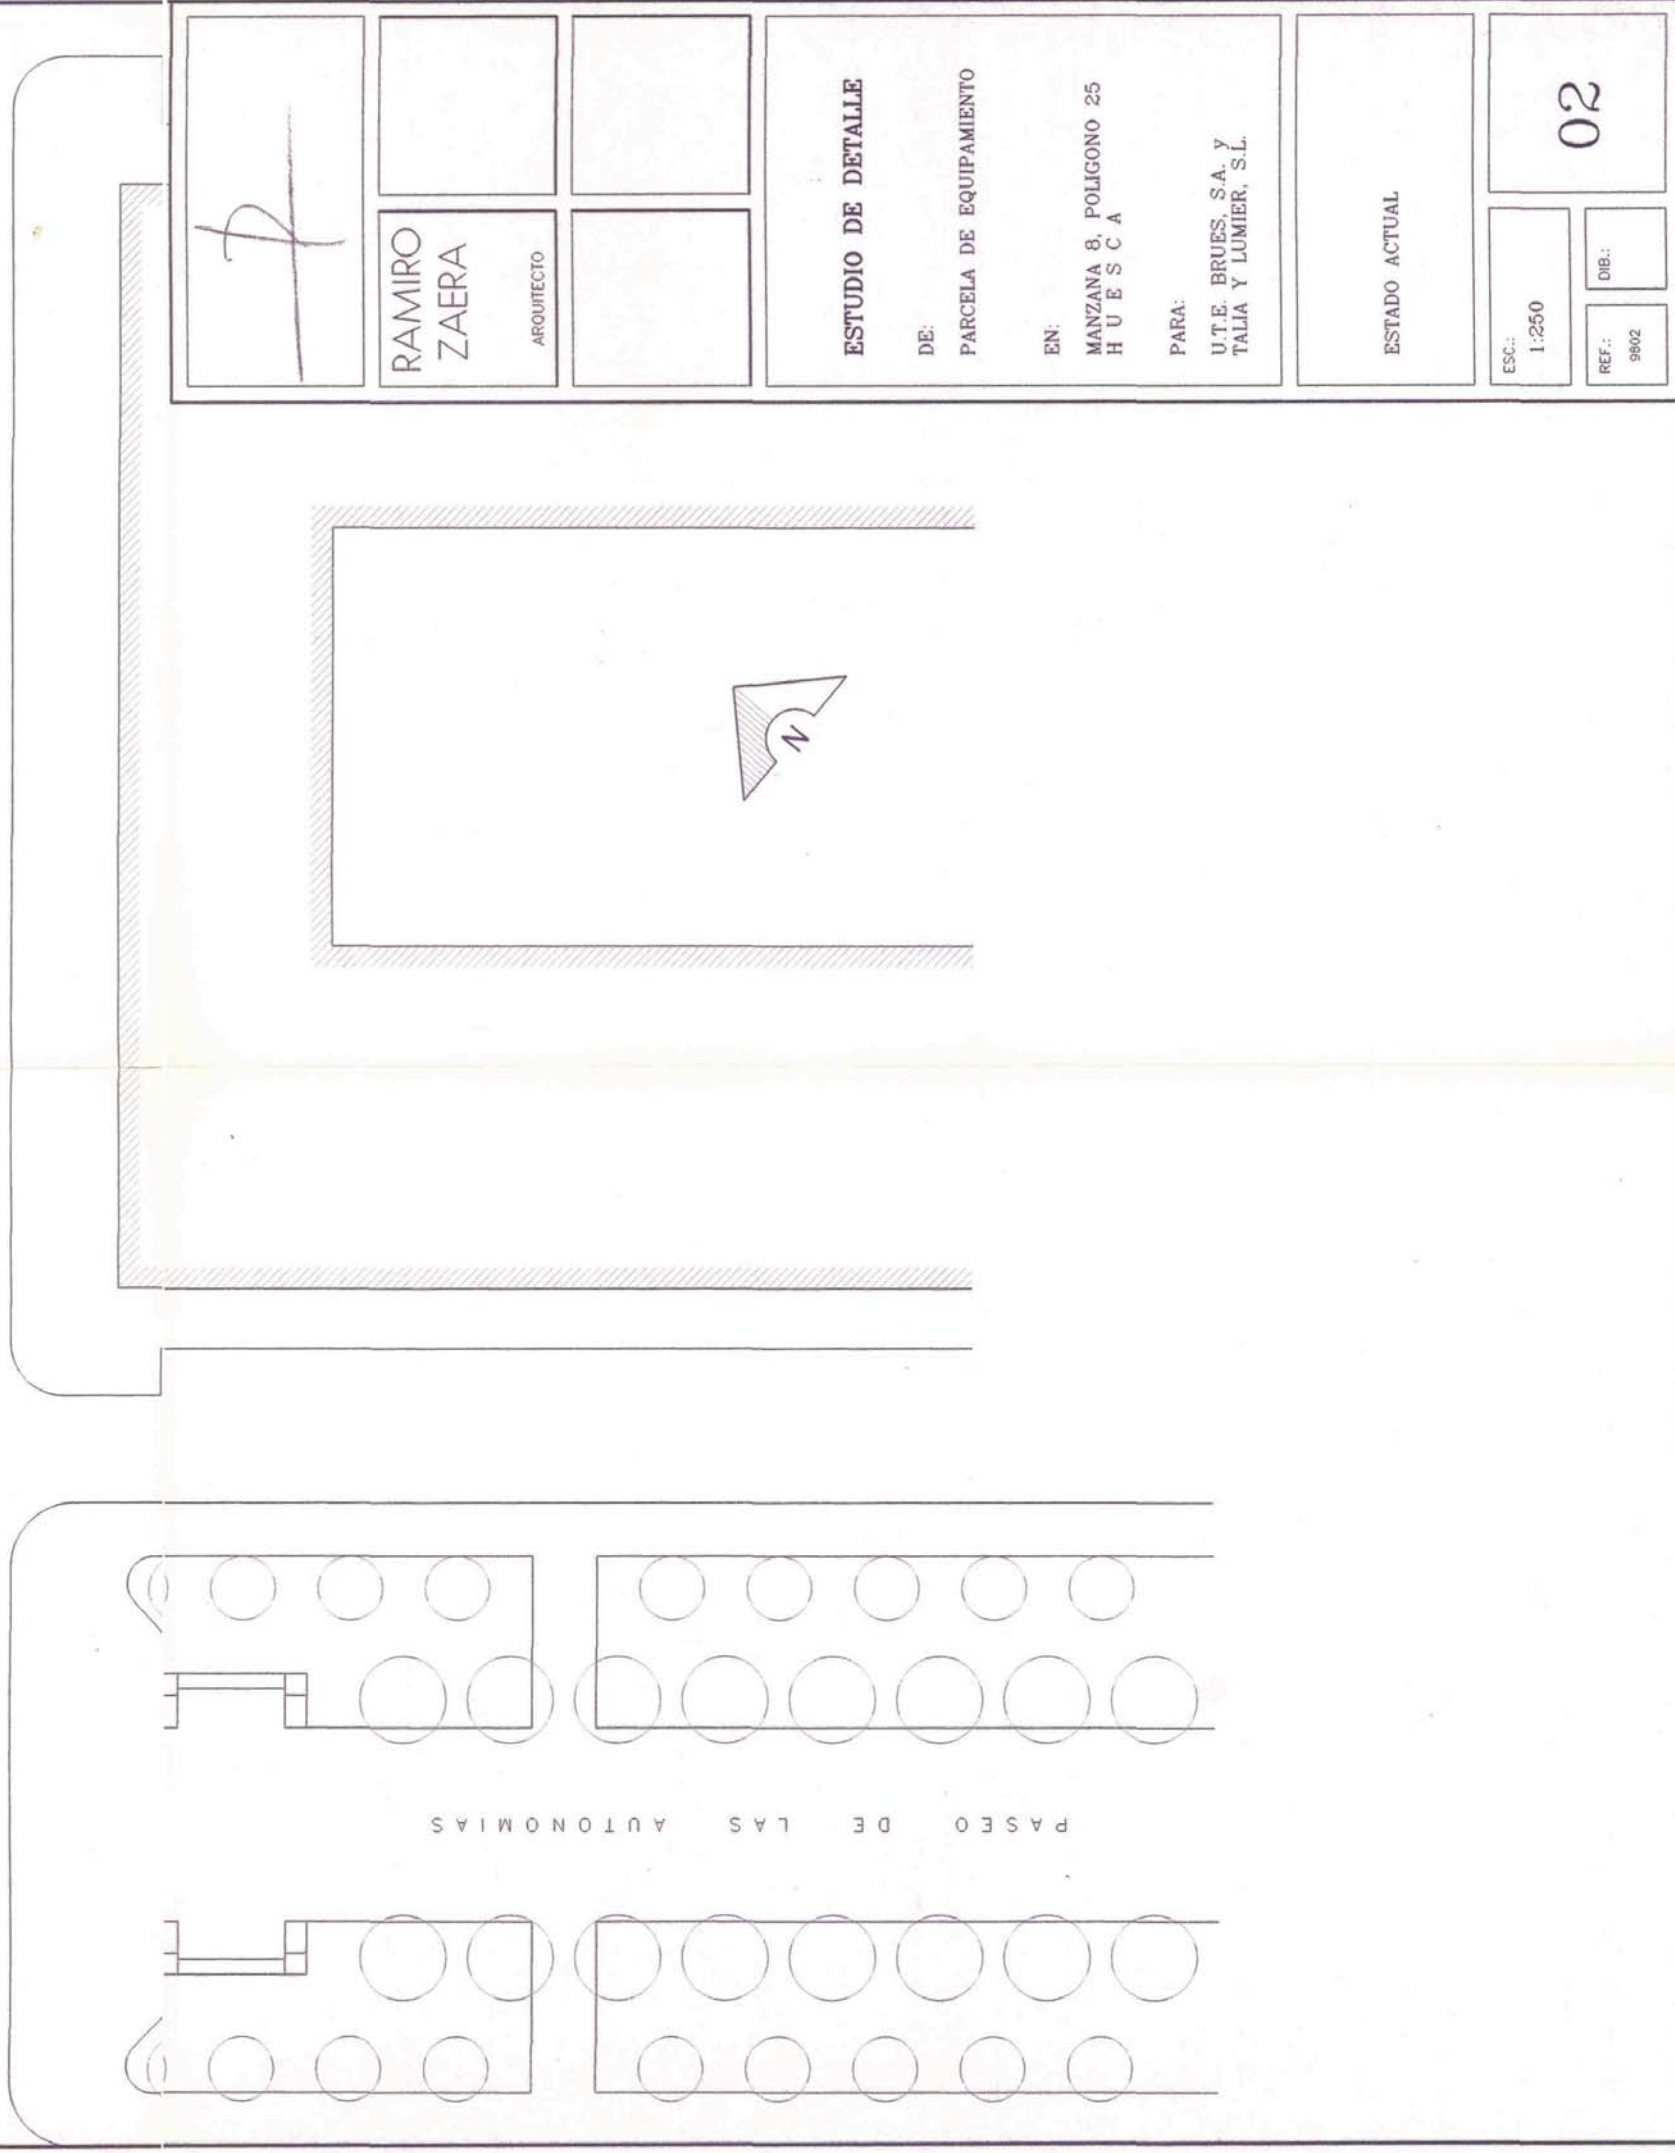 RAMIRO
ZAERA
ARQUITECTO
ESTUDIO DE DETALLE
DE:
PARCELA DE EQUIPAMIENTO
EN:
MANZANA 8, POLIGONO 25
H U E S C A
PARA:
U.T.E. BRUES, S.A. y
TALIA Y LUMIER, S.L.
ESTADO ACTUAL
ESC.:
1:250
REF.:
9802
DIB.:
02
N
PASEO DE LAS AUTONOMIAS